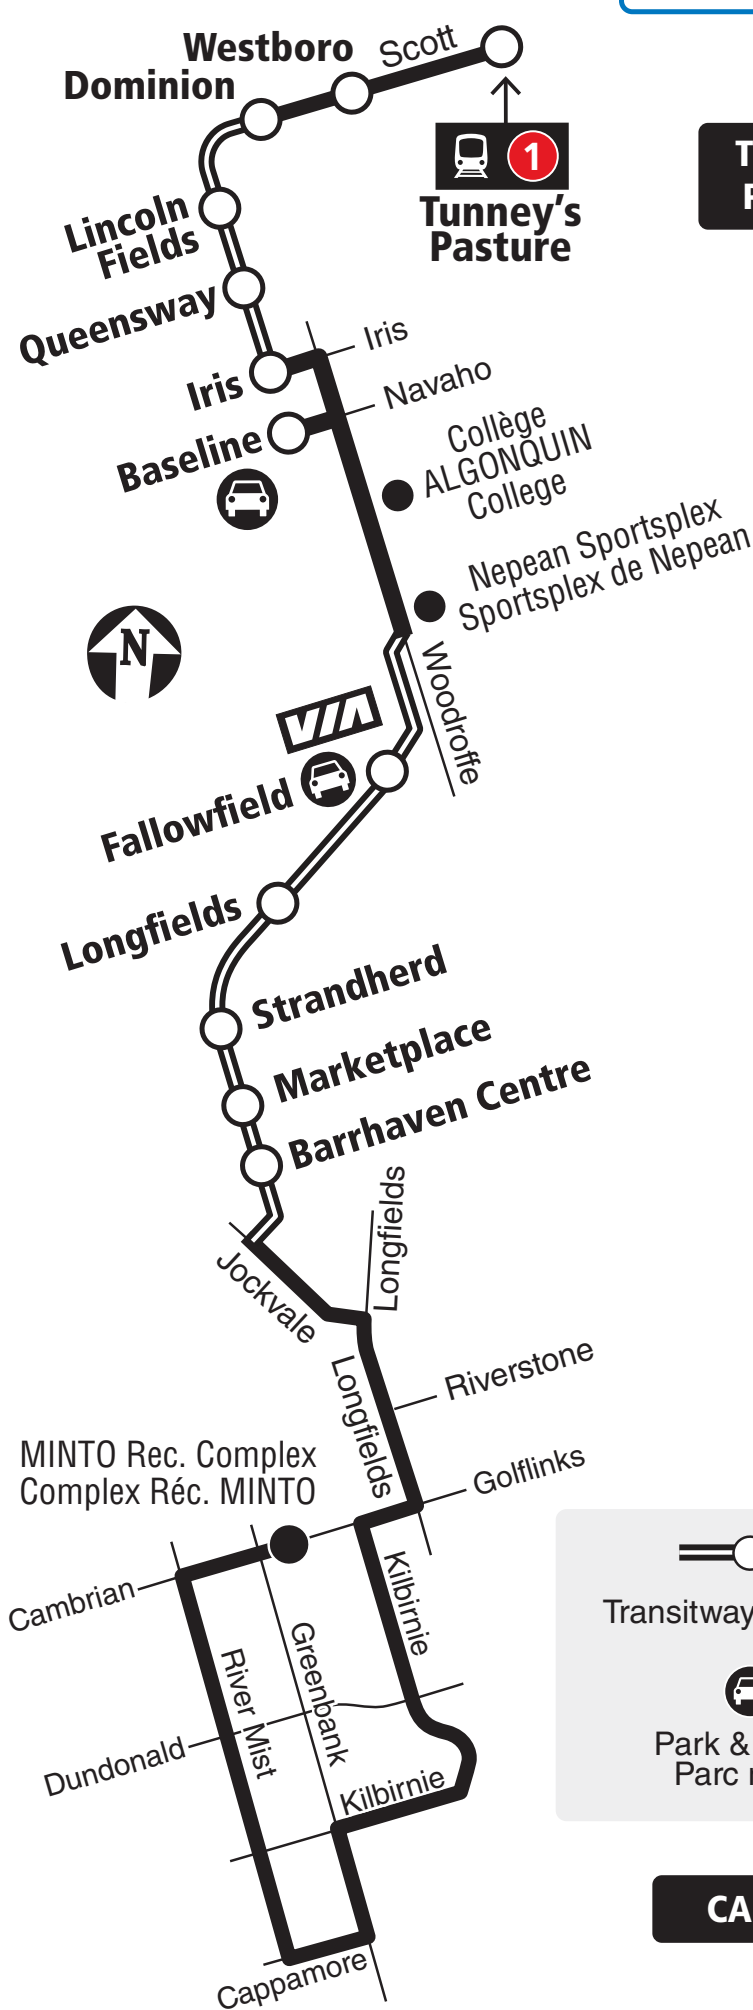 Westboro
Scott
Dominion
1
Tunney's
Pasture
Lincoln
Fields
Queensway
Iris
Iris
Navaho
Baseline
Collège
ALGONQUIN
College
Nepean Sportsplex
Sportsplex de Nepean
N
Woodroffe
VIA
Fallowfield
Longfields
Strandherd
Marketplace
Barrhaven Centre
Longfields
Jockvale
Riverstone
Longfields
MINTO Rec. Complex
Complex Réc. MINTO
Golflinks
Cambrian
Kilbirnie
Greenbank
River Mist
Transitway
Dundonald
Park &
Parc
Kilbirnie
CA
Cappamore